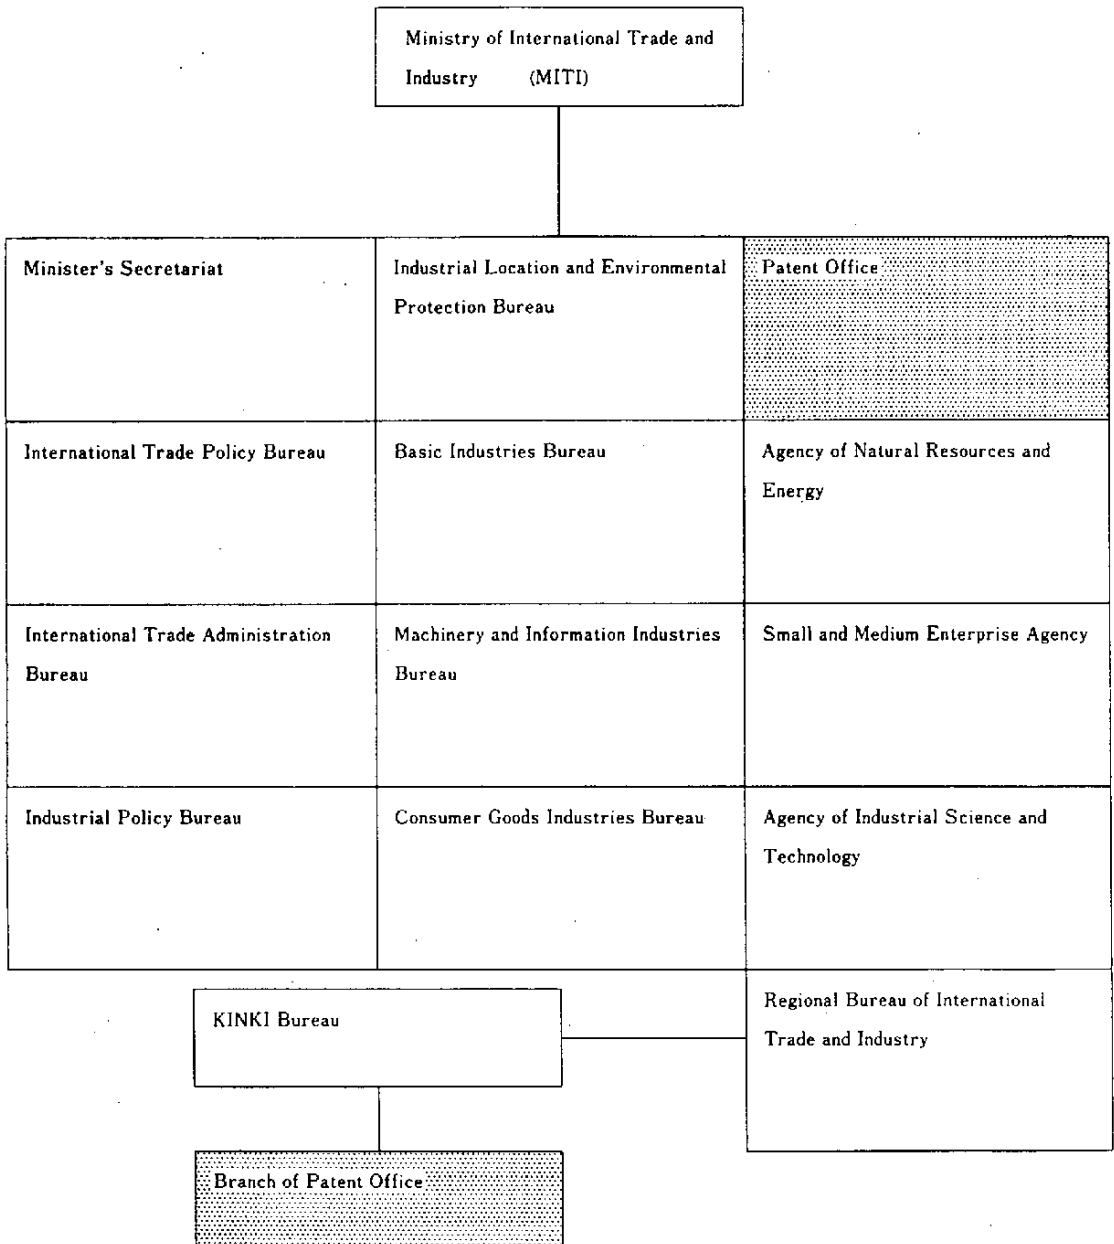 Ministry of International Trade and
Industry (MITI)
Minister's Secretariat
Industrial Location and Environmental
Protection Bureau
Patent Office
International Trade Policy Bureau
Basic Industries Bureau
Agency of Natural Resources and
Energy
International Trade Administration
Bureau
Machinery and Information Industries
Bureau
Small and Medium Enterprise Agency
Industrial Policy Bureau
Consumer Goods Industries Bureau
Agency of Industrial Science and
Technology
KINKI Bureau
Regional Bureau of International
Trade and Industry
Branch of Patent Office